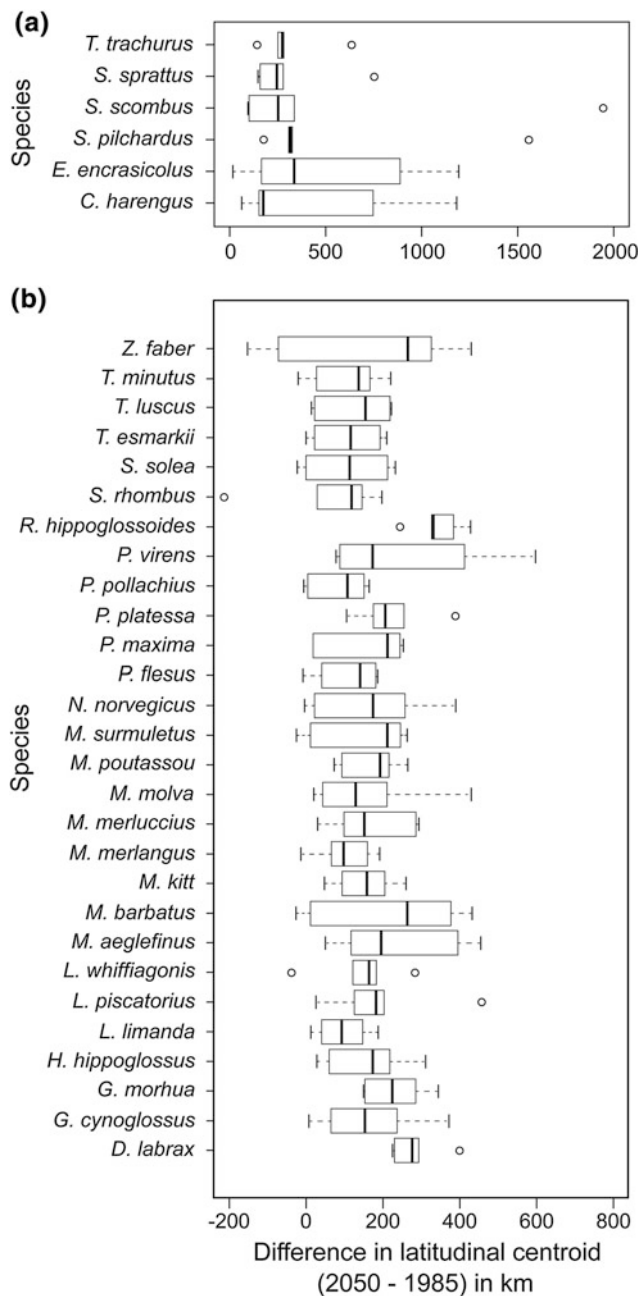 (a)
Species
T. trachurus
S. sprattus
S. scombus
S. pilchardus
E. encrasicolus
C. harengus
0 500 1000 1500 2000
(b)
Species
Z. faber
T. minutus
T. luscus
T. esmarkii
S. solea
S. rhombus
R. hippoglossoides
P. virens
P. pollachius
P. platessa
P. maxima
P. flesus
N. norvegicus
M. surmuletus
M. poutassou
M. molva
M. merluccius
M. merlangus
M. kitt
M. barbatus
M. aeglefinus
L. whiffiagonis
L. piscatorius
L. limanda
H. hippoglossus
G. morhua
G. cynoglossus
D. labrax
-200 0 200 400 600 800
Difference in latitudinal centroid
(2050 - 1985) in km